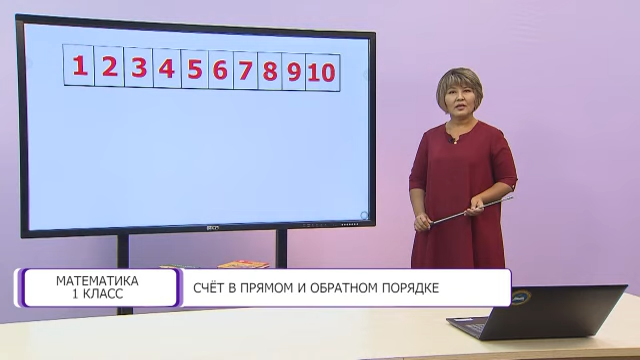 1 2 3 4 5 6 7 8 9 10
МАТЕМАТИКА
1 КЛАСС
СЧЁТ В ПРЯМОМ И ОБРАТНОМ ПОРЯДКЕ